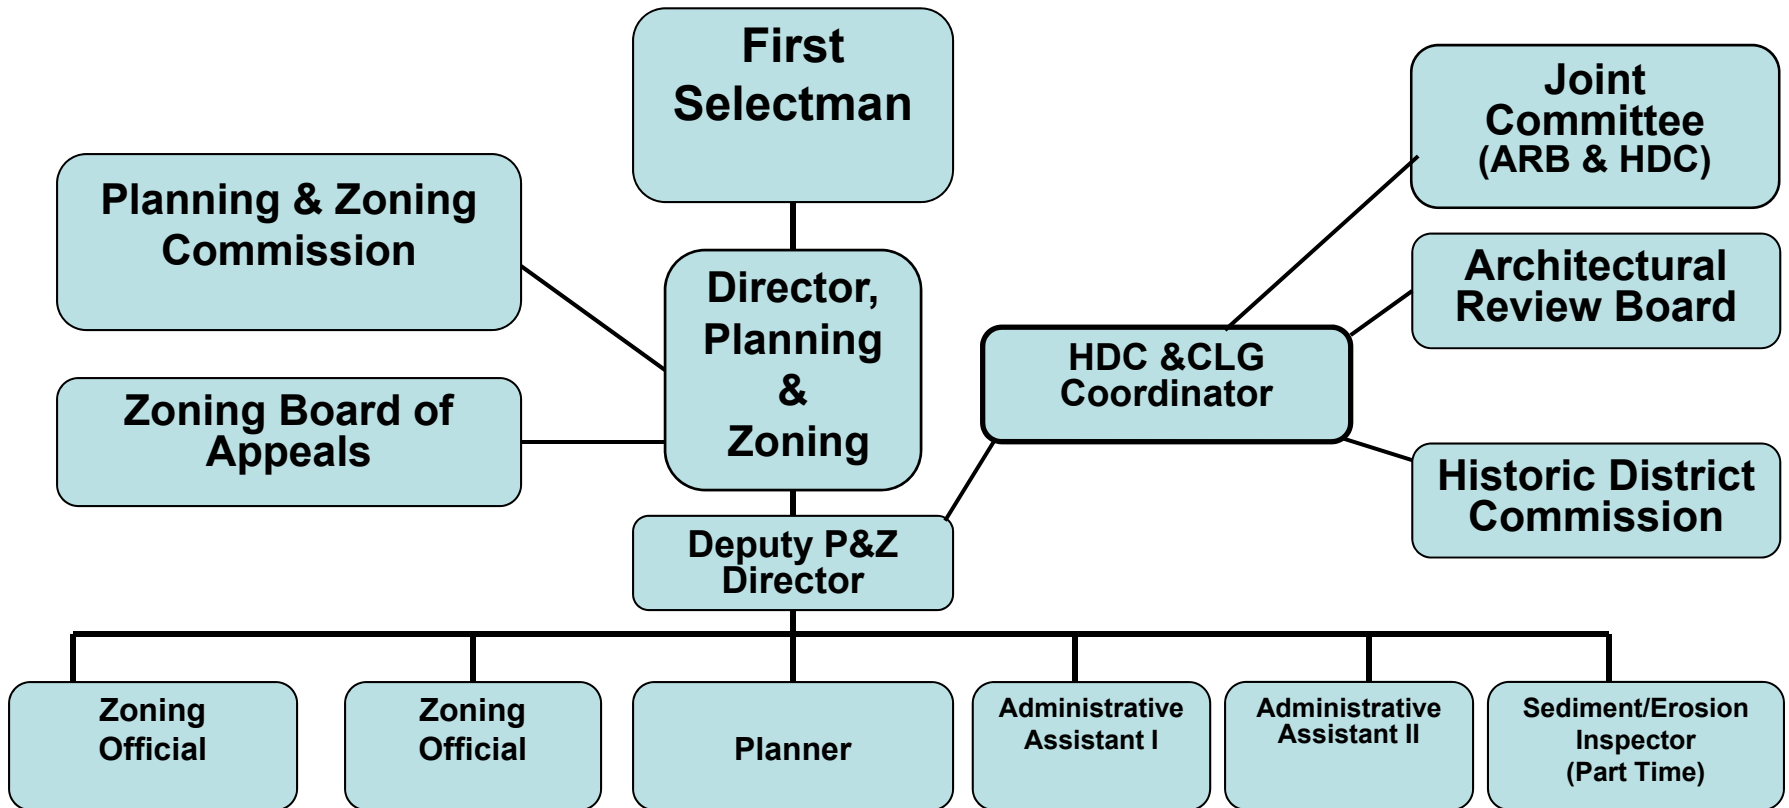 First
Selectman
Joint
Committee
(ARB & HDC)
Planning & Zoning
Commission
Architectural
Review Board
Director,
Planning
&
Zoning
HDC &CLG
Coordinator
Zoning Board of
Appeals
Historic District
Commission
Deputy P&Z
Director
Zoning
Official
Zoning
Official
Planner
Administrative
Assistant I
Administrative
Assistant II
Sediment/Erosion
Inspector
(Part Time)